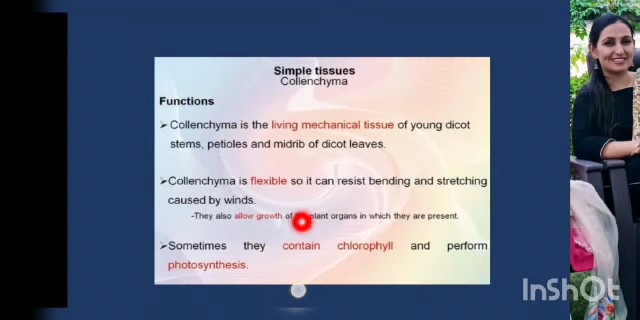 Simple tissues
Collenchyma
Functions
➢ Collenchyma is the living mechanical tissue of young dicot
stems, petioles and midrib of dicot leaves.
➢Collenchyma is flexible so it can resist bending and stretching
caused by winds.
-They also allow growth of plant organs in which they are present.
➢ Sometimes they contain chlorophyll and perform
photosynthesis.
InShOt